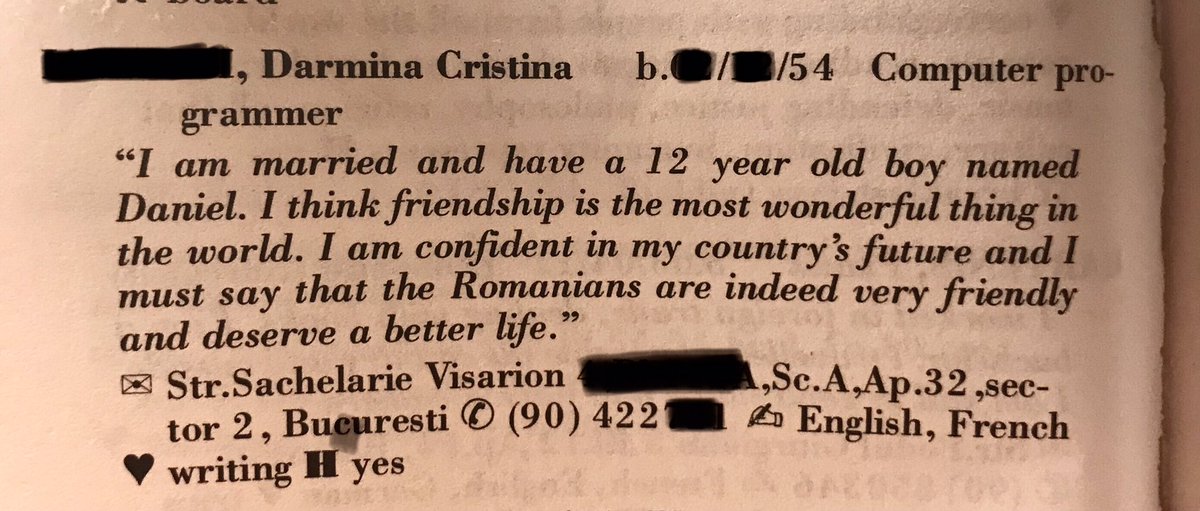 , Darmina Cristina b. / /54 Computer pro-
grammer
“I am married and have a 12 year old boy named
Daniel. I think friendship is the most wonderful thing in
the world. I am confident in my country’s future and I
must say that the Romanians are indeed very friendly
and deserve a better life.”
✉ Str.Sachelarie Visarion A,Sc.A,Ap.32,sec-
tor 2, Bucuresti ✆ (90) 422 1 ✍ English, French
♥ writing H yes